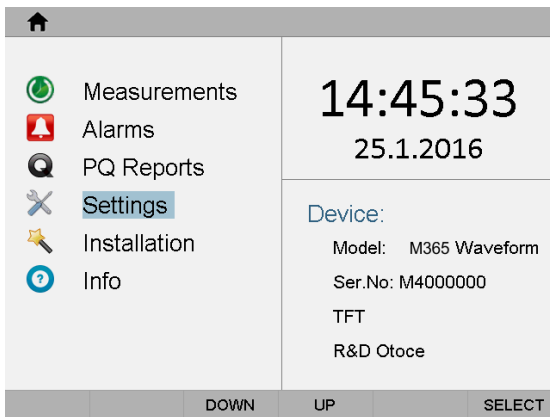 Measurements
Alarms
PQ Reports
Settings
Installation
Info
14:45:33
25.1.2016
Device:
Model: M365 Waveform
Ser.No: M4000000
TFT
R&D Otoce
DOWN UP SELECT